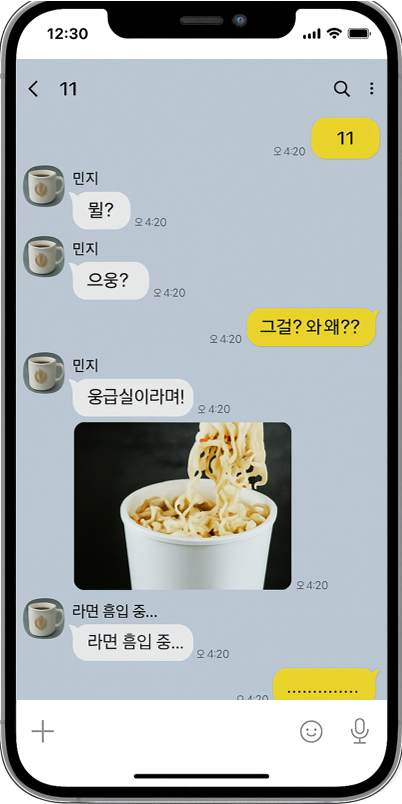 12:30
11
11
오 4:20
민지
뭘?
오 4:20
민지
으웅?
오 4:20
그걸? 와 왜??
오 4:20
민지
웅급실이라며!
오 4:20
오 4:20
라면 흠입 중...
라면 흠입 중...
오 4:20
..............
오 4:20